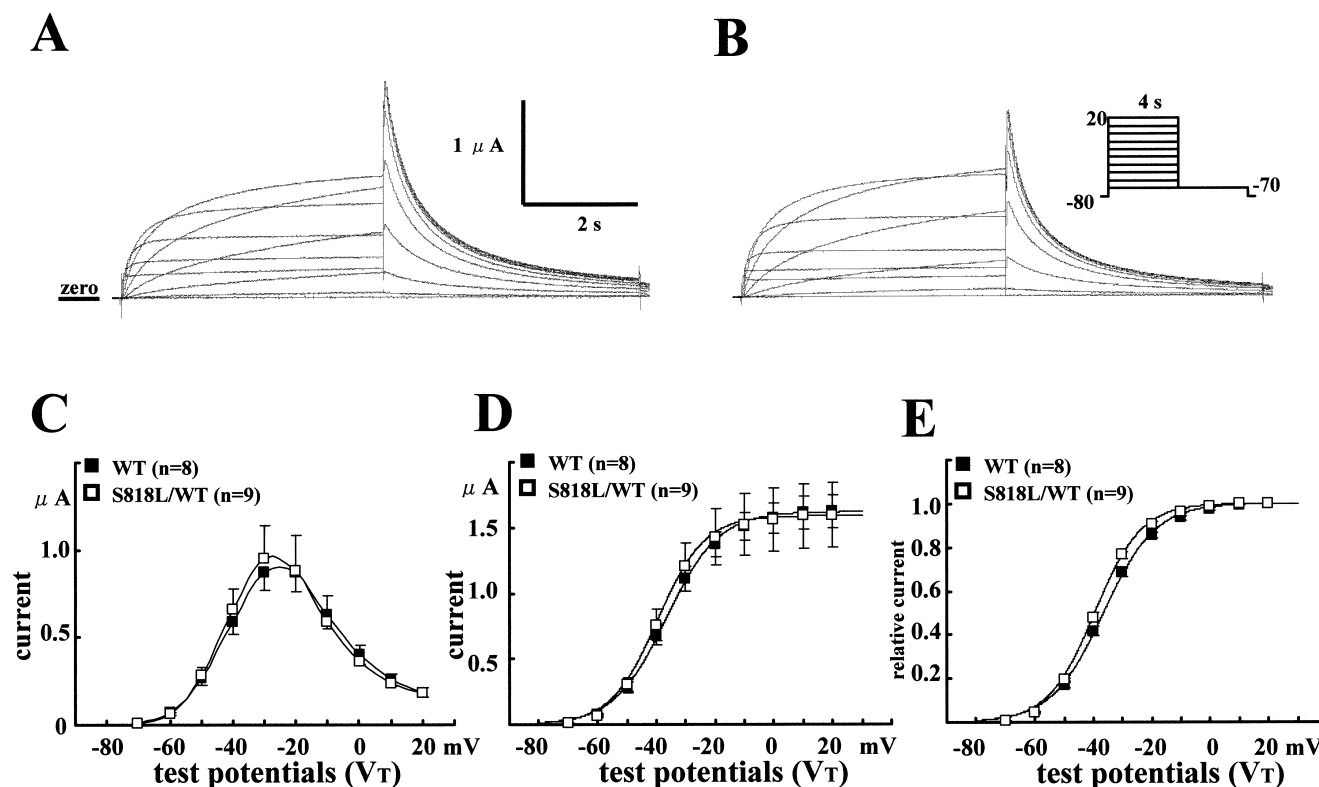 A
B
4 s
20
1 μ A
2 s
-80
-70
zero
C
D
E
WT (n=8)
S818L/WT (n=9)
μ A
1.0
0.5
0
current
-80 -60 -40 -20 0 20 mV
test potentials (VT)
WT (n=8)
S818L/WT (n=9)
μ A
1.5
1.0
0.5
current
-80 -60 -40 -20 0 20 mV
test potentials (VT)
WT (n=8)
S818L/WT (n=9)
1.0
0.8
0.6
0.4
0.2
relative current
-80 -60 -40 -20 0 20 mV
test potentials (VT)